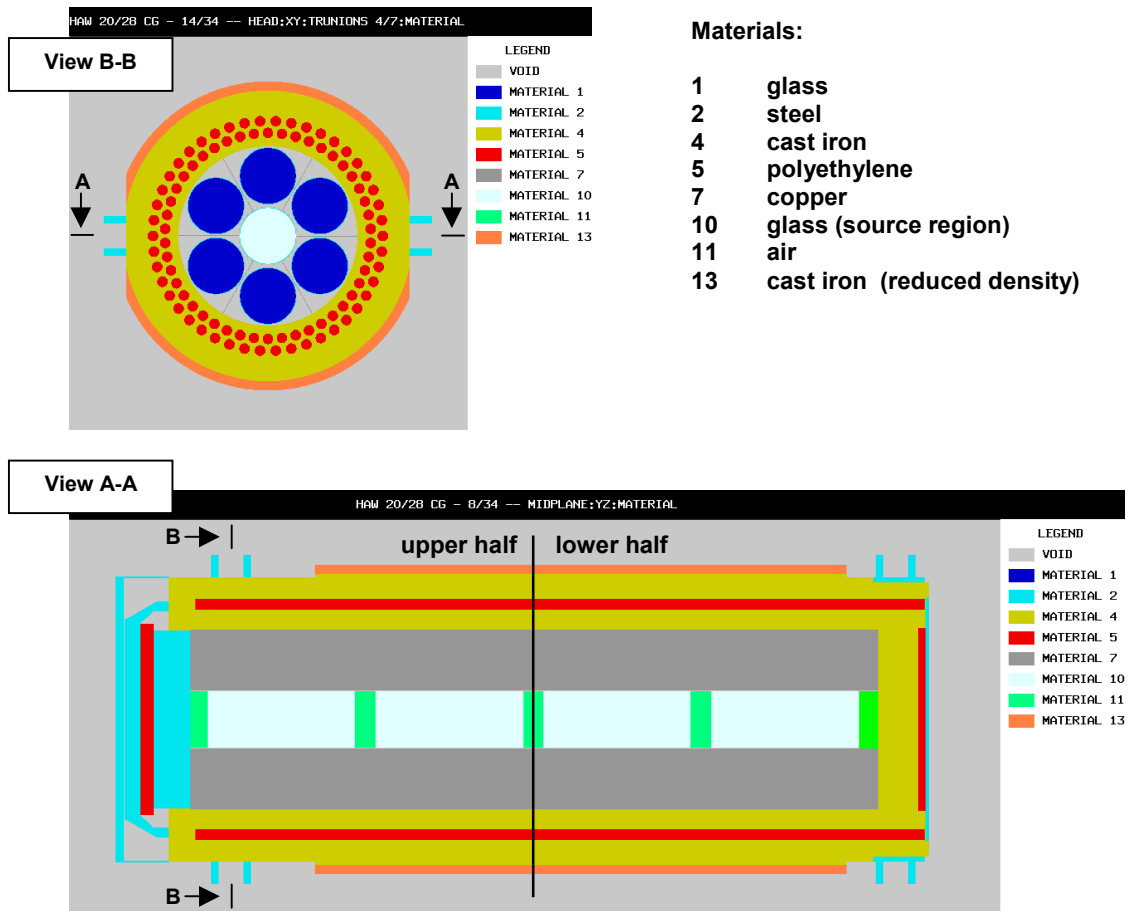 HAW 20/28 CG - 14/34 -- HEAD:XY:TRUNIONS 4/7:MATERIAL
View B-B
LEGEND
VOID
MATERIAL 1
MATERIAL 2
MATERIAL 4
MATERIAL 5
MATERIAL 7
MATERIAL 10
MATERIAL 11
MATERIAL 13
A
A
Materials:
1 glass
2 steel
4 cast iron
5 polyethylene
7 copper
10 glass (source region)
11 air
13 cast iron (reduced density)
View A-A
HAW 20/28 CG - 8/34 -- MIDPLANE:YZ:MATERIAL
B
upper half lower half
B
LEGEND
VOID
MATERIAL 1
MATERIAL 2
MATERIAL 4
MATERIAL 5
MATERIAL 7
MATERIAL 10
MATERIAL 11
MATERIAL 13